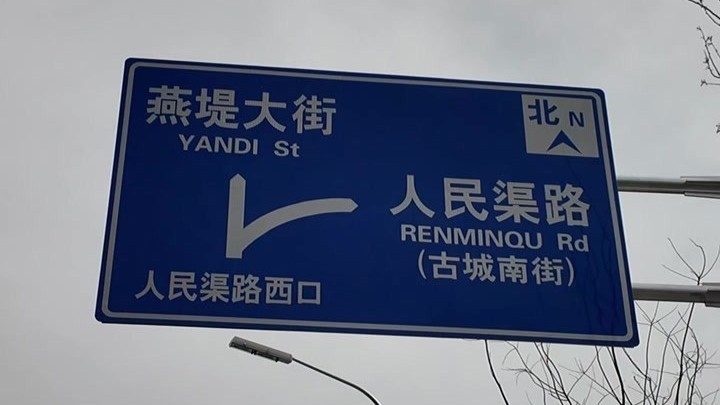 燕堤大街
YANDI St
北 N
人民渠路
RENMINQU Rd
(古城南街)
人民渠路西口